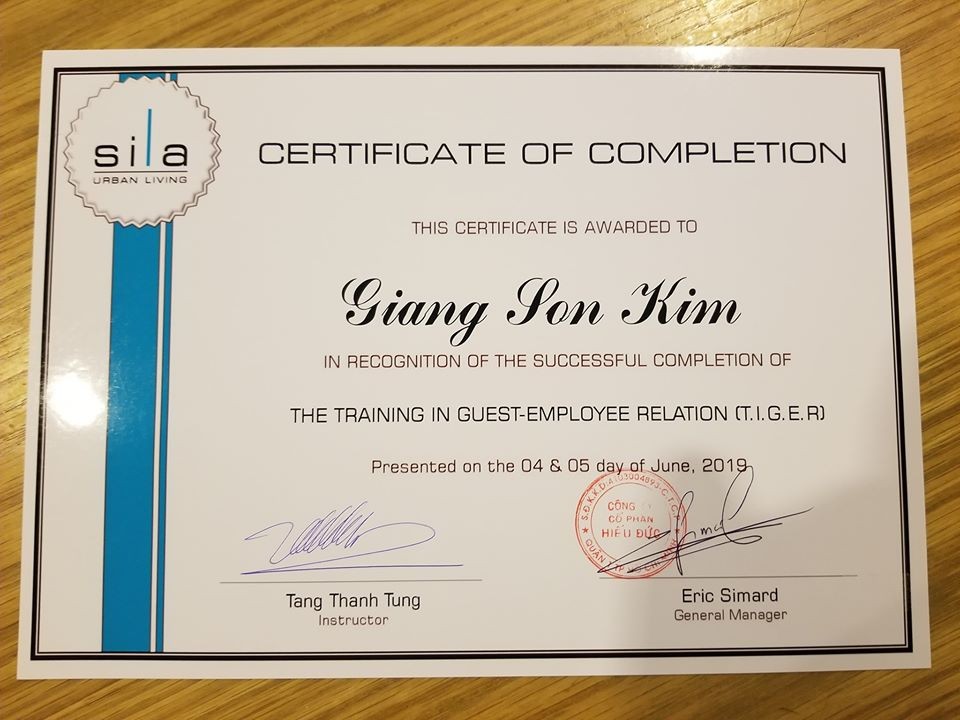 sila
URBAN LIVING
CERTIFICATE OF COMPLETION
THIS CERTIFICATE IS AWARDED TO
Giang Son Kim
IN RECOGNITION OF THE SUCCESSFUL COMPLETION OF
THE TRAINING IN GUEST-EMPLOYEE RELATION (T.I.G.E.R)
Presented on the 04 & 05 day of June, 2019
CÔNG TY
CỔ PHẦN
HIẾU ĐỨC
Tang Thanh Tung
Instructor
Eric Simard
General Manager